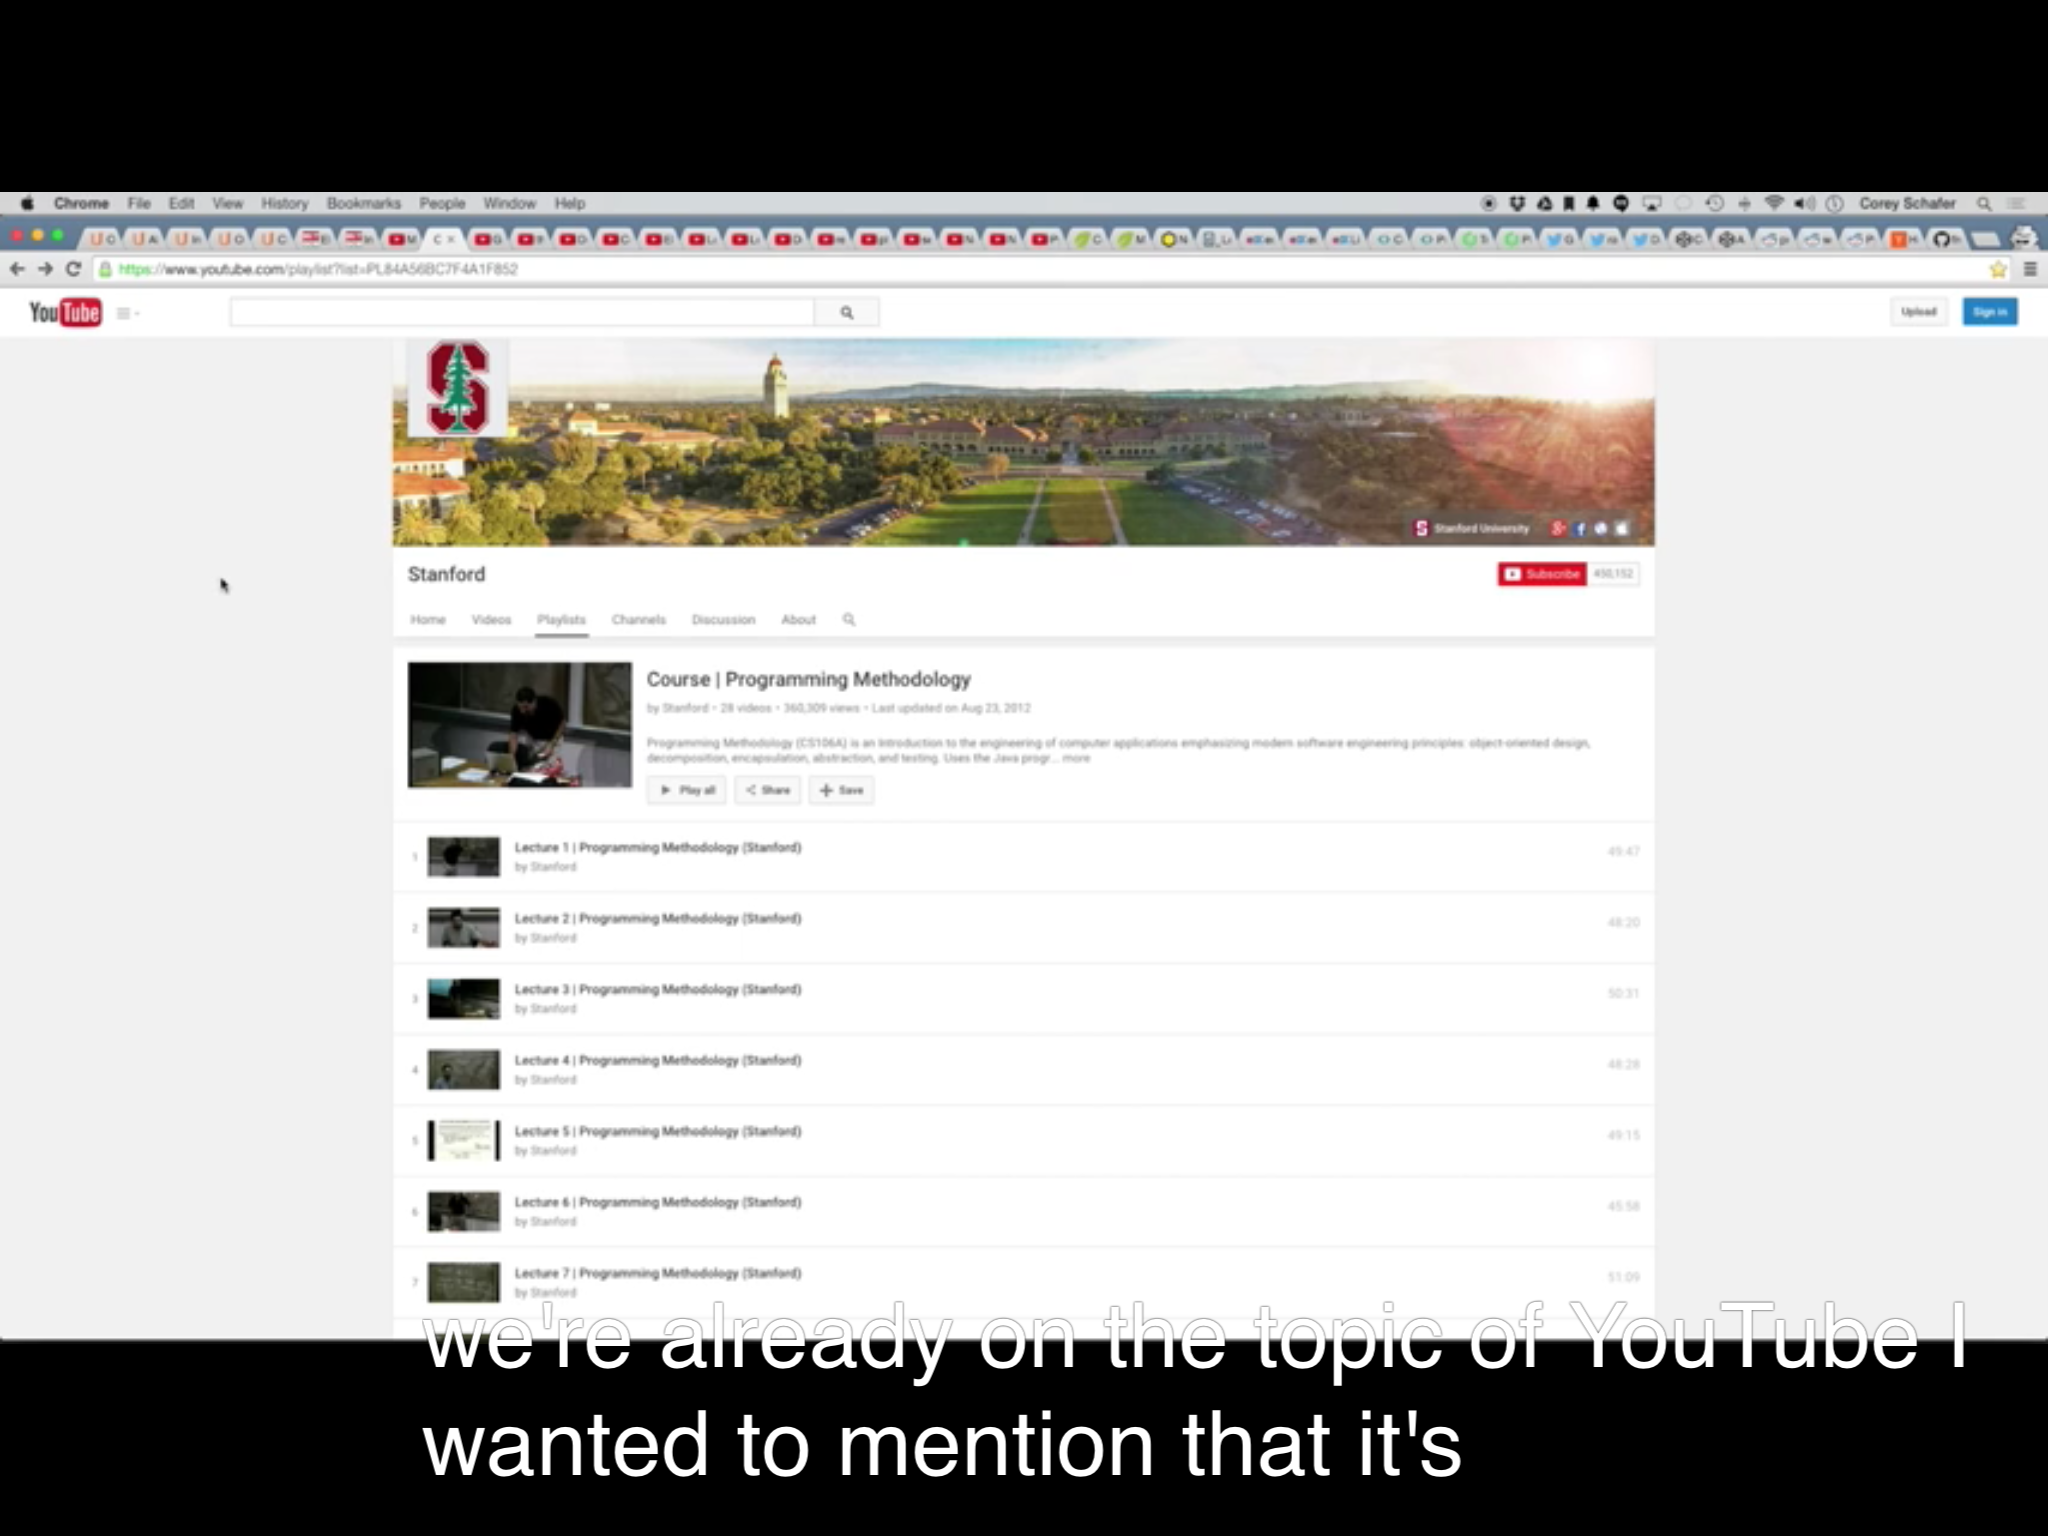 Chrome File Edit View History Bookmarks People Window Help Corey Schafer
https://www.youtube.com/playlist?list=PL84A56BC7F4A1F852
YouTube Upload Sign in
Stanford University
Stanford Subscribe 450,152
Home Videos Playlists Channels Discussion About
Course | Programming Methodology
by Stanford • 28 videos • 360,309 views • Last updated on Aug 23, 2012
Programming Methodology (CS106A) is an Introduction to the engineering of computer applications emphasizing modern software engineering principles: object-oriented design,
decomposition, encapsulation, abstraction, and testing. Uses the Java progr... more
Play all Share Save
1 Lecture 1 | Programming Methodology (Stanford) 49:47
by Stanford
2 Lecture 2 | Programming Methodology (Stanford) 48:20
by Stanford
3 Lecture 3 | Programming Methodology (Stanford) 50:31
by Stanford
4 Lecture 4 | Programming Methodology (Stanford) 48:28
by Stanford
5 Lecture 5 | Programming Methodology (Stanford) 49:15
by Stanford
6 Lecture 6 | Programming Methodology (Stanford) 45:58
by Stanford
7 Lecture 7 | Programming Methodology (Stanford) 51:09
by Stanford
we're already on the topic of YouTube I
wanted to mention that it's